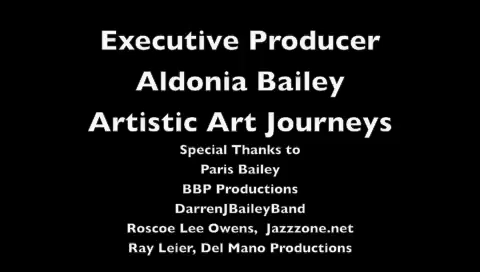 Executive Producer
Aldonia Bailey
Artistic Art Journeys
Special Thanks to
Paris Bailey
BBP Productions
DarrenJBaileyBand
Roscoe Lee Owens,  Jazzzone.net
Ray Leier, Del Mano Productions